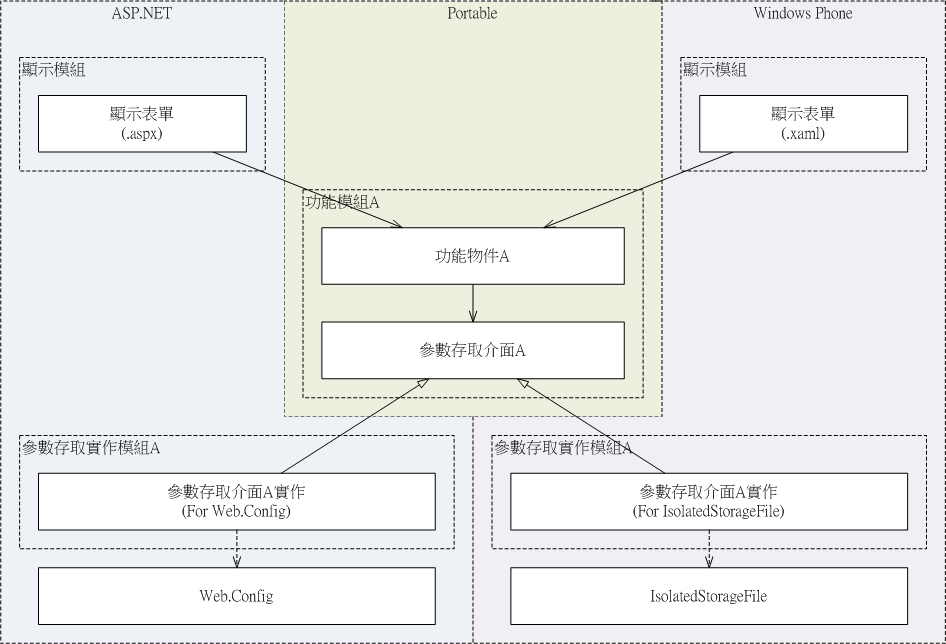 ASP.NET
Portable
Windows Phone
顯示模組
顯示模組
顯示表單
(.aspx)
顯示表單
(.xaml)
功能模組A
功能物件A
參數存取介面A
參數存取實作模組A
參數存取實作模組A
參數存取介面A實作
(For Web.Config)
參數存取介面A實作
(For IsolatedStorageFile)
Web.Config
IsolatedStorageFile